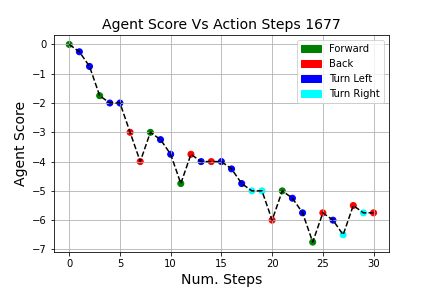 Agent Score Vs Action Steps 1677
Agent Score
0
−1
−2
−3
−4
−5
−6
−7
Forward
Back
Turn Left
Turn Right
0 5 10 15 20 25 30
Num. Steps